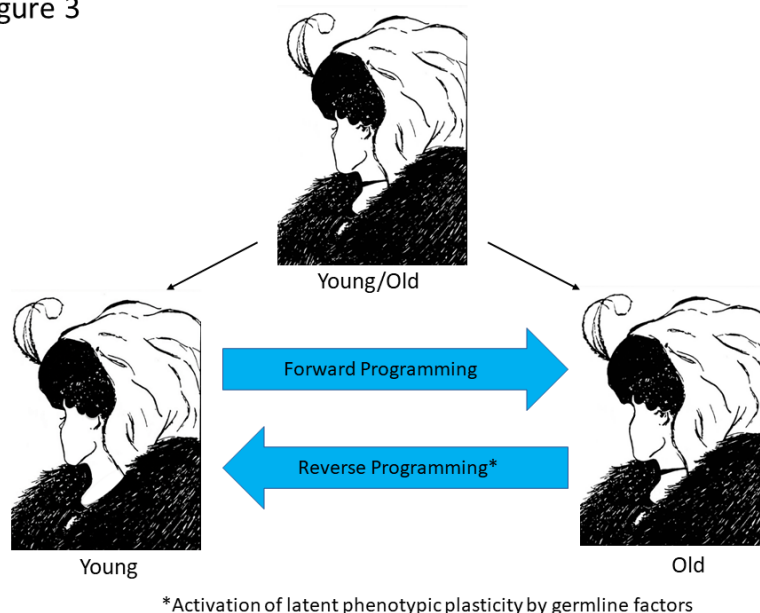 gure 3
Young/Old
Forward Programming
Reverse Programming*
Young
Old
*Activation of latent phenotypic plasticity by germline factors